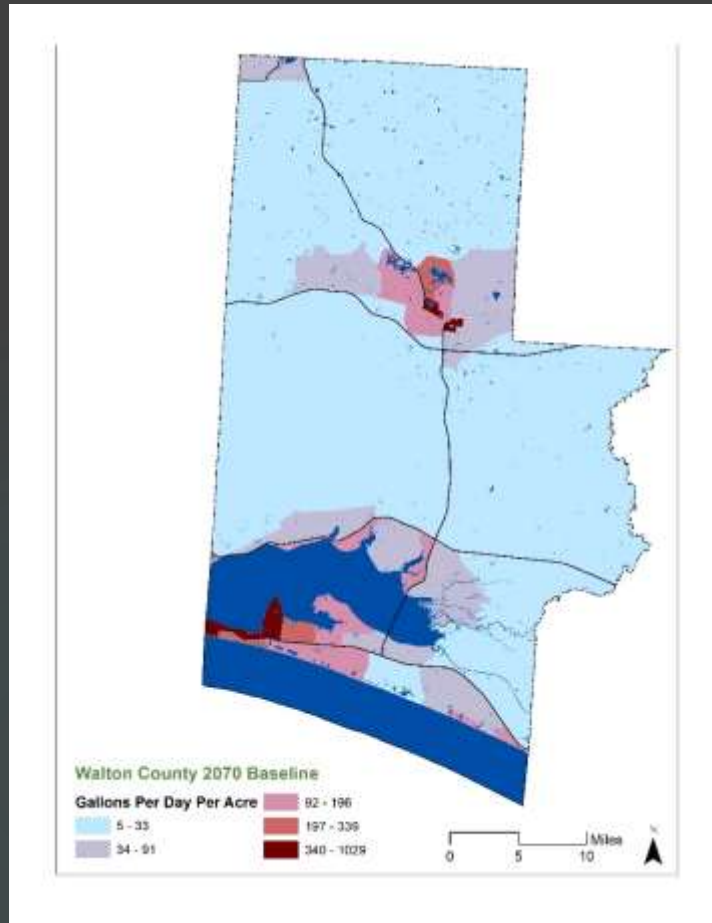 Walton County 2070 Baseline
Gallons Per Day Per Acre
5 - 33
34 - 91
92 - 196
197 - 339
340 - 1029
0 5 10 Miles
N